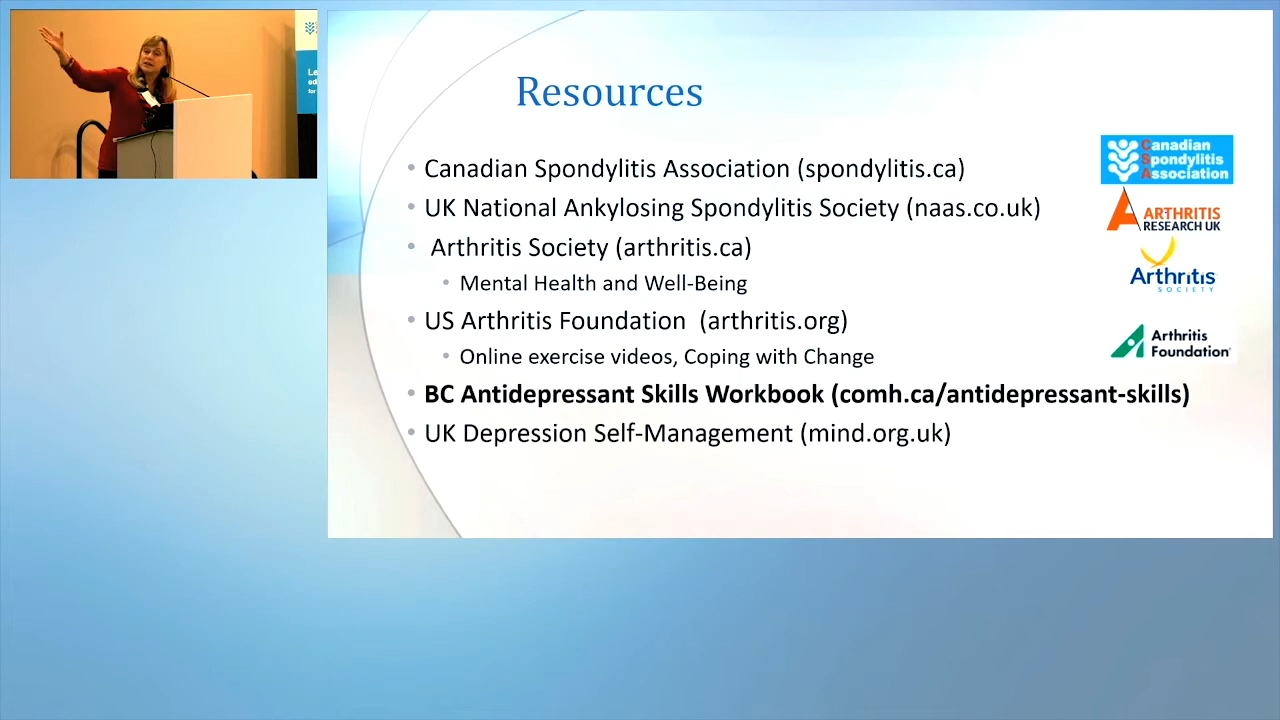 Resources
• Canadian Spondylitis Association (spondylitis.ca)
• UK National Ankylosing Spondylitis Society (naas.co.uk)
• Arthritis Society (arthritis.ca)
• Mental Health and Well-Being
• US Arthritis Foundation (arthritis.org)
• Online exercise videos, Coping with Change
• BC Antidepressant Skills Workbook (comh.ca/antidepressant-skills)
• UK Depression Self-Management (mind.org.uk)
Canadian
Spondylitis
Association
ARTHRITIS
RESEARCH UK
Arthritis
SOCIETY
Arthritis
Foundation